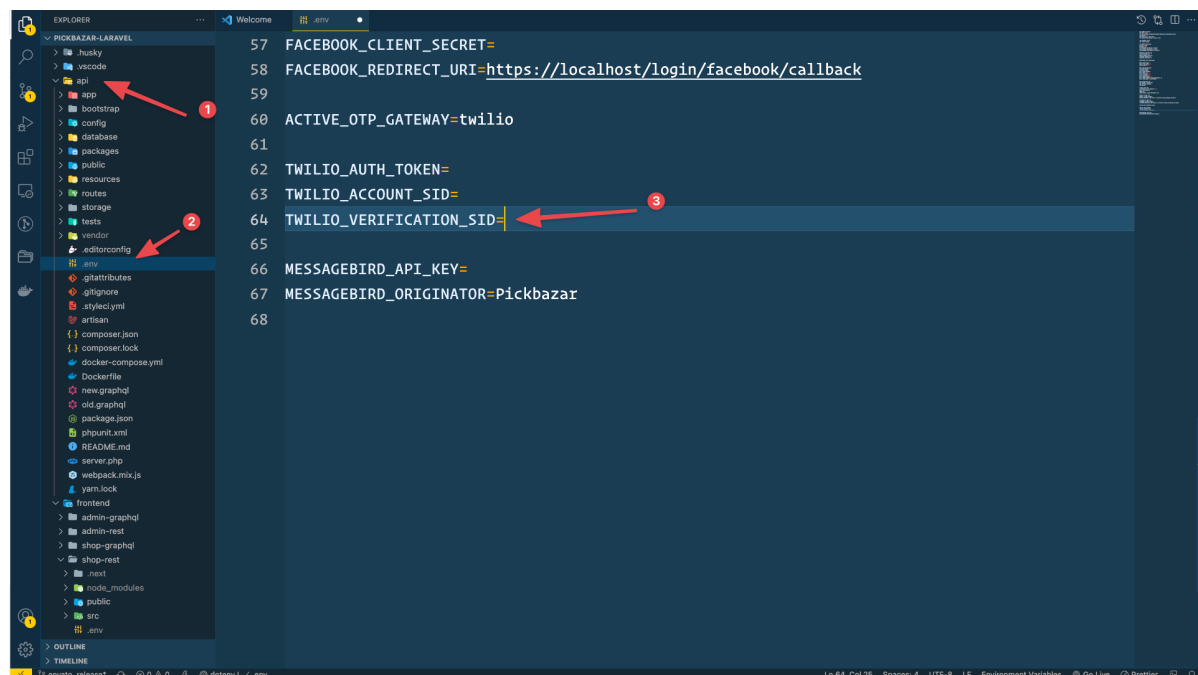 EXPLORER
···
Welcome
.env
PICKBAZAR-LARAVEL
.husky
.vscode
api
app
bootstrap
config
database
packages
public
resources
routes
storage
tests
vendor
.editorconfig
.env
.gitattributes
.gitignore
.styleci.yml
artisan
composer.json
composer.lock
docker-compose.yml
Dockerfile
new.graphql
old.graphql
package.json
phpunit.xml
README.md
server.php
webpack.mix.js
yarn.lock
frontend
admin-graphql
admin-rest
shop-graphql
shop-rest
.next
node_modules
public
src
.env
OUTLINE
TIMELINE
1
2
3
57 FACEBOOK_CLIENT_SECRET=
58 FACEBOOK_REDIRECT_URI=https://localhost/login/facebook/callback
59
60 ACTIVE_OTP_GATEWAY=twilio
61
62 TWILIO_AUTH_TOKEN=
63 TWILIO_ACCOUNT_SID=
64 TWILIO_VERIFICATION_SID=
65
66 MESSAGEBIRD_API_KEY=
67 MESSAGEBIRD_ORIGINATOR=Pickbazar
68